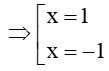 ⇒[x = 1
x = -1